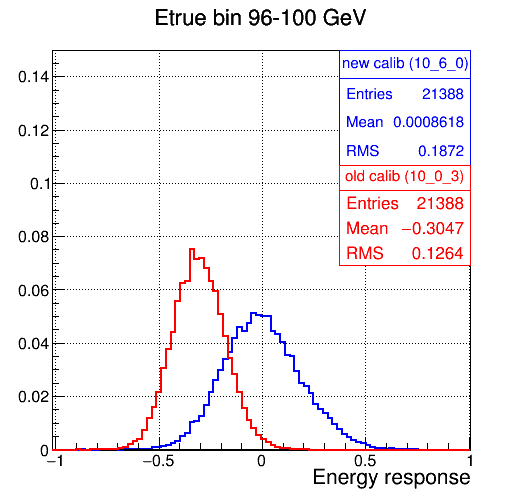 Etrue bin 96-100 GeV
new calib (10_6_0)
Entries 21388
Mean 0.0008618
RMS 0.1872
old calib (10_0_3)
Entries 21388
Mean −0.3047
RMS 0.1264
0.14
0.12
0.1
0.08
0.06
0.04
0.02
0
−1 −0.5 0 0.5 1
Energy response